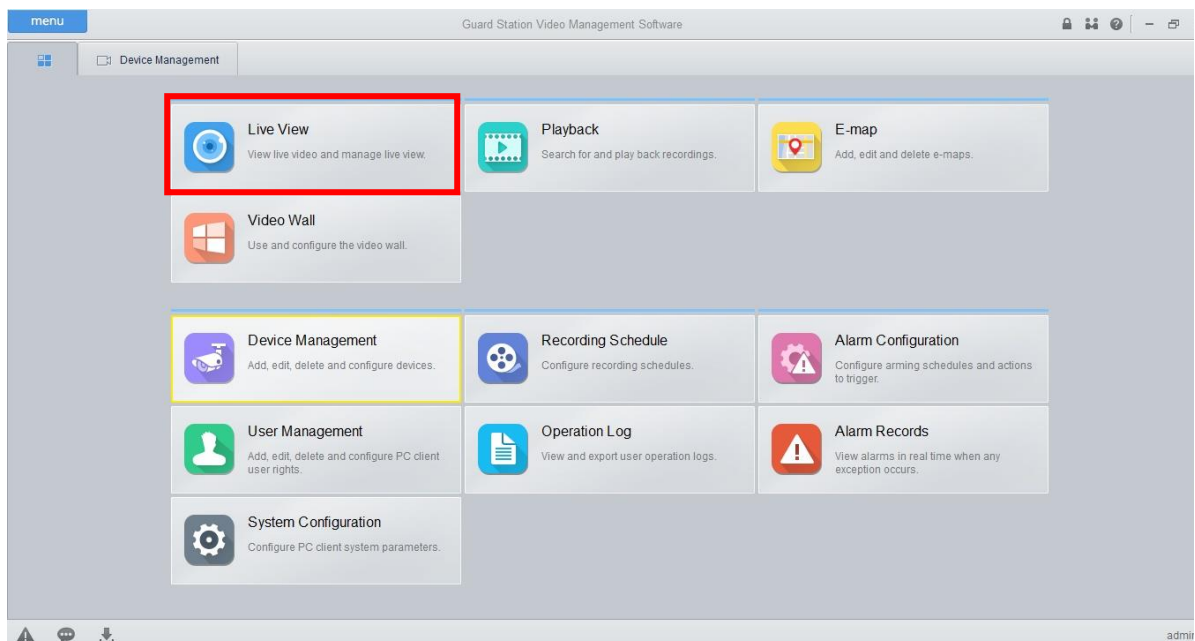 menu
Guard Station Video Management Software
Device Management
Live View
View live video and manage live view.
Playback
Search for and play back recordings.
E-map
Add, edit and delete e-maps.
Video Wall
Use and configure the video wall.
Device Management
Add, edit, delete and configure devices.
Recording Schedule
Configure recording schedules.
Alarm Configuration
Configure arming schedules and actions
to trigger.
User Management
Add, edit, delete and configure PC client
user rights.
Operation Log
View and export user operation logs.
Alarm Records
View alarms in real time when any
exception occurs.
System Configuration
Configure PC client system parameters.
admin